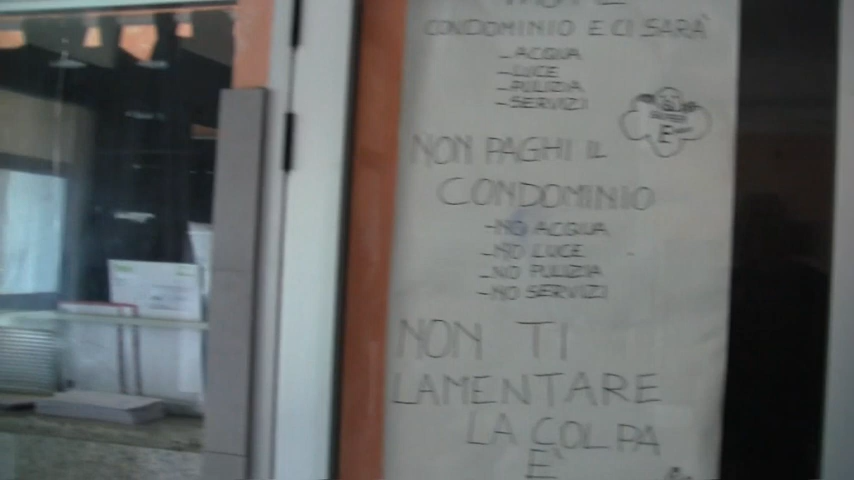 CONDOMINIO E CI SARÀ
- ACQUA
- LUCE
- PULIZIA
- SERVIZI
NON PAGHI IL
CONDOMINIO
- NO ACQUA
- NO LUCE
- NO PULIZIA
- NO SERVIZI
NON TI
LAMENTARE
LA COLPA
E'